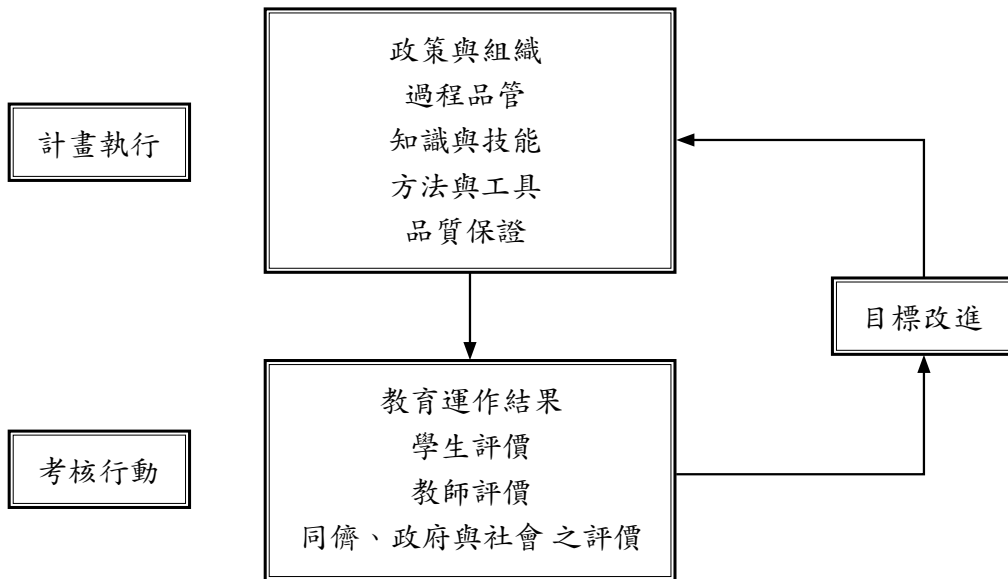 計畫執行
政策與組織
過程品管
知識與技能
方法與工具
品質保證
目標改進
考核行動
教育運作結果
學生評價
教師評價
同儕、政府與社會 之評價